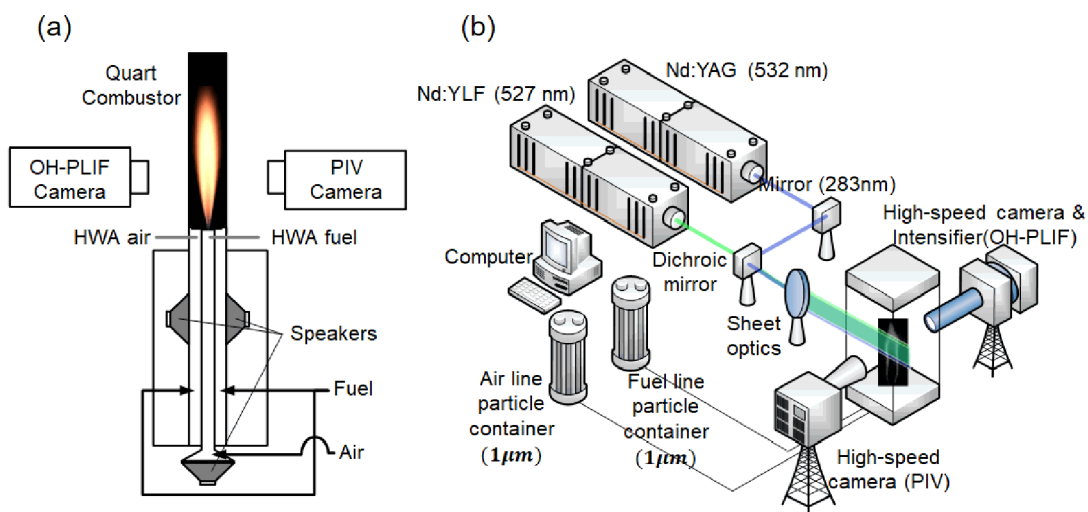 (a)
Quart
Combustor
OH-PLIF
Camera
PIV
Camera
HWA air
HWA fuel
Speakers
Fuel
Air
(b)
Nd:YAG (532 nm)
Nd:YLF (527 nm)
Mirror (283nm)
High-speed camera &
Intensifier(OH-PLIF)
Computer
Dichroic
mirror
Sheet
optics
Air line
particle
container
(1μm)
Fuel line
particle
container
(1μm)
High-speed
camera (PIV)